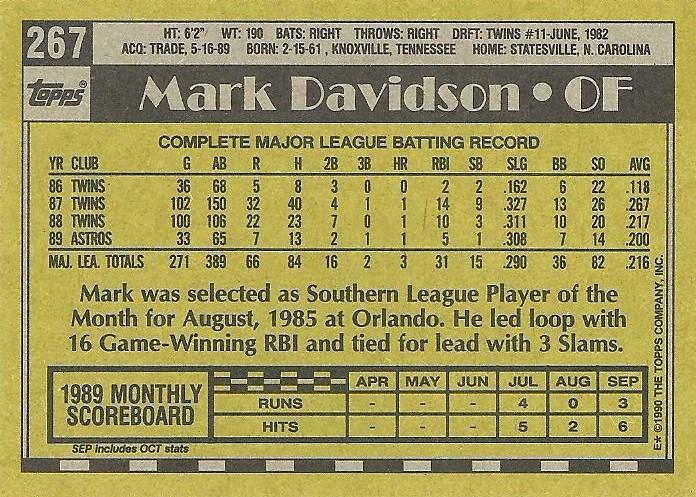 267
HT: 6'2" WT: 190 BATS: RIGHT THROWS: RIGHT DRFT: TWINS #11-JUNE, 1982
ACQ: TRADE, 5-16-89 BORN: 2-15-61, KNOXVILLE, TENNESSEE HOME: STATESVILLE, N. CAROLINA
Topps
Mark Davidson • OF
COMPLETE MAJOR LEAGUE BATTING RECORD
YR CLUB G AB R H 2B 3B HR RBI SB SLG BB SO AVG
86 TWINS 36 68 5 8 3 0 0 2 2 .162 6 22 .118
87 TWINS 102 150 32 40 4 1 1 14 9 .327 13 26 .267
88 TWINS 100 106 22 23 7 0 1 10 3 .311 10 20 .217
89 ASTROS 33 65 7 13 2 1 1 5 1 .308 7 14 .200
MAJ. LEA. TOTALS 271 389 66 84 16 2 3 31 15 .290 36 82 .216
Mark was selected as Southern League Player of the
Month for August, 1985 at Orlando. He led loop with
16 Game-Winning RBI and tied for lead with 3 Slams.
1989 MONTHLY
SCOREBOARD
APR MAY JUN JUL AUG SEP
RUNS - - - 4 0 3
HITS - - - 5 2 6
SEP includes OCT stats
E* ©1990 THE TOPPS COMPANY, INC.